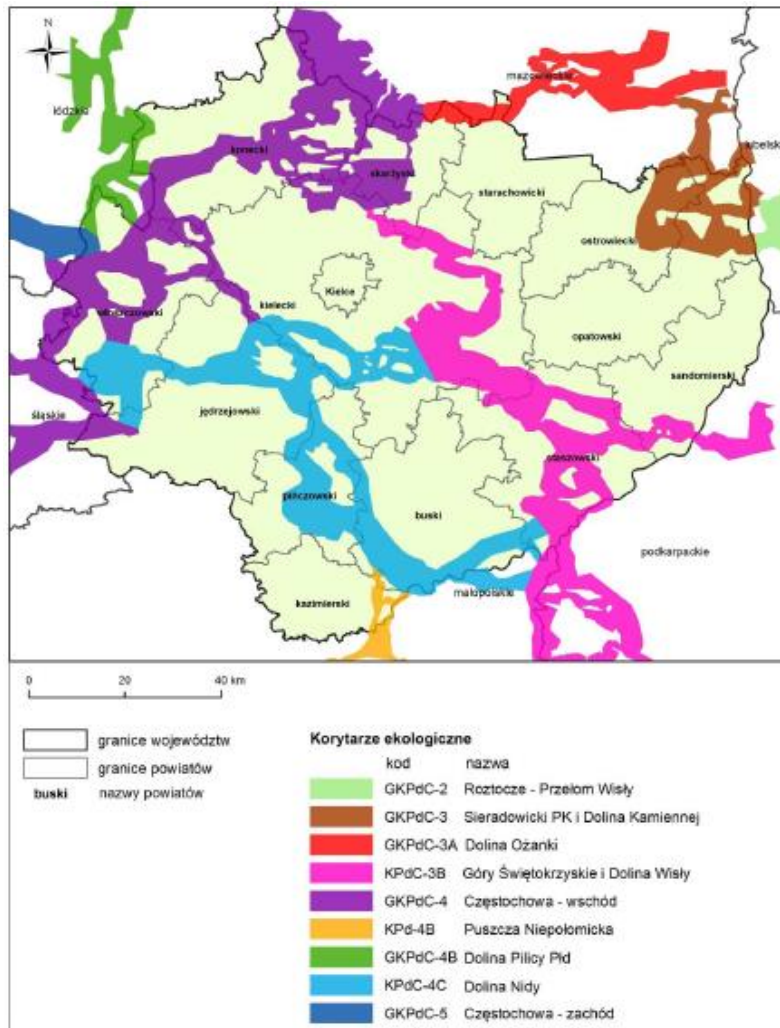 N
mazowieckie
łódzkie
lubelsk
konecki
skarżyski
starachowicki
ostrowiecki
Kielce
kielecki
włoszczowski
opatowski
sandomierski
śląskie
jędrzejowski
staszowski
pińczowski
buski
podkarpackie
małopolskie
kazimierski
0 20 40 km
granice województw
granice powiatów
buski nazwy powiatów
Korytarze ekologiczne
kod nazwa
GKPdC-2 Roztocze - Przełom Wisły
GKPdC-3 Sieradowicki PK i Dolina Kamiennej
GKPdC-3A Dolina Ożanki
KPdC-3B Góry Świętokrzyskie i Dolina Wisły
GKPdC-4 Częstochowa - wschód
KPd-4B Puszcza Niepołomicka
GKPdC-4B Dolina Pilicy Płd
KPdC-4C Dolina Nidy
GKPdC-5 Częstochowa - zachód